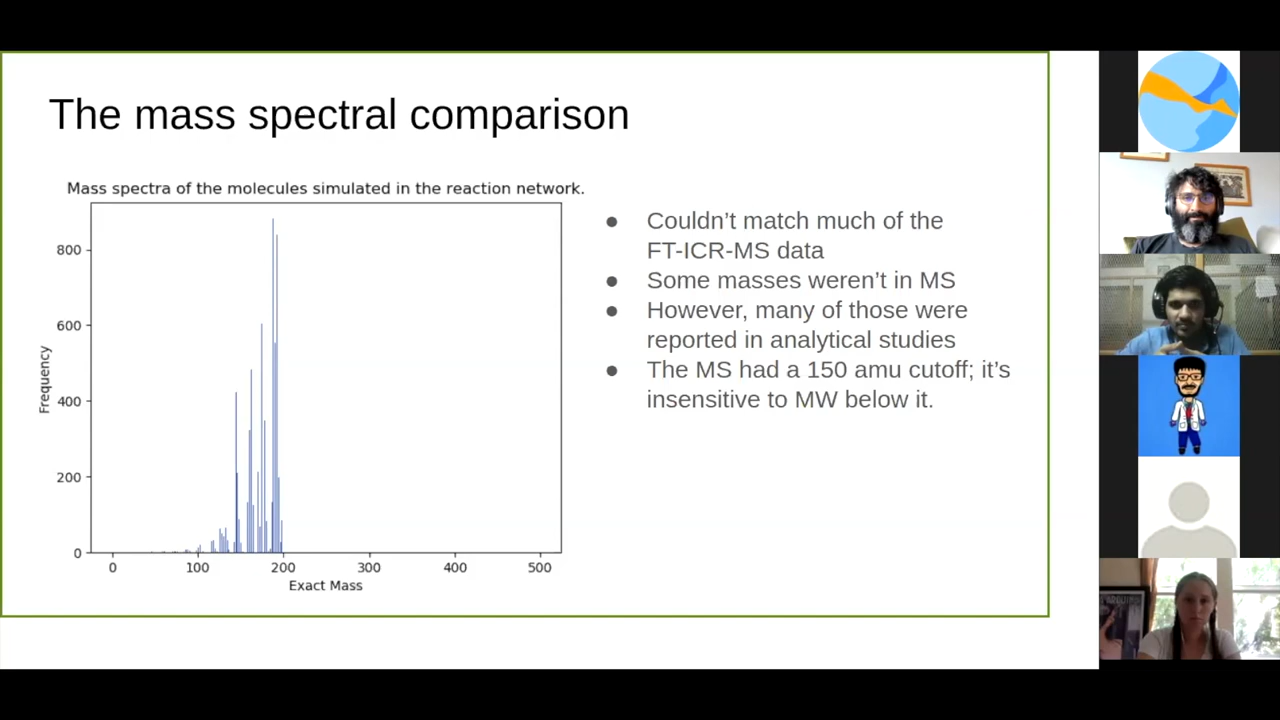 The mass spectral comparison
Mass spectra of the molecules simulated in the reaction network.
800
600
400
200
0
Frequency
0 100 200 300 400 500
Exact Mass
● Couldn't match much of the
FT-ICR-MS data
● Some masses weren't in MS
● However, many of those were
reported in analytical studies
● The MS had a 150 amu cutoff; it's
insensitive to MW below it.